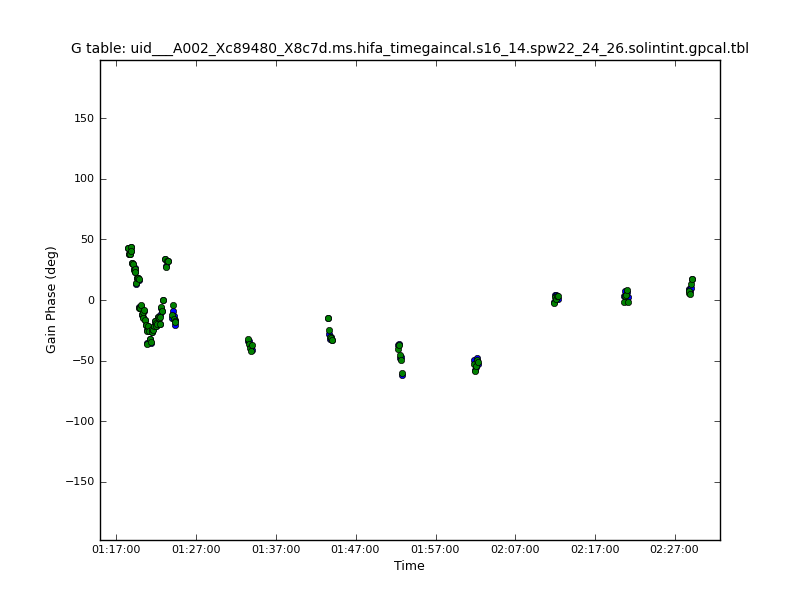 G table: uid___A002_Xc89480_X8c7d.ms.hifa_timegaincal.s16_14.spw22_24_26.solintint.gpcal.tbl
Gain Phase (deg)
150
100
50
0
−50
−100
−150
01:17:00 01:27:00 01:37:00 01:47:00 01:57:00 02:07:00 02:17:00 02:27:00
Time